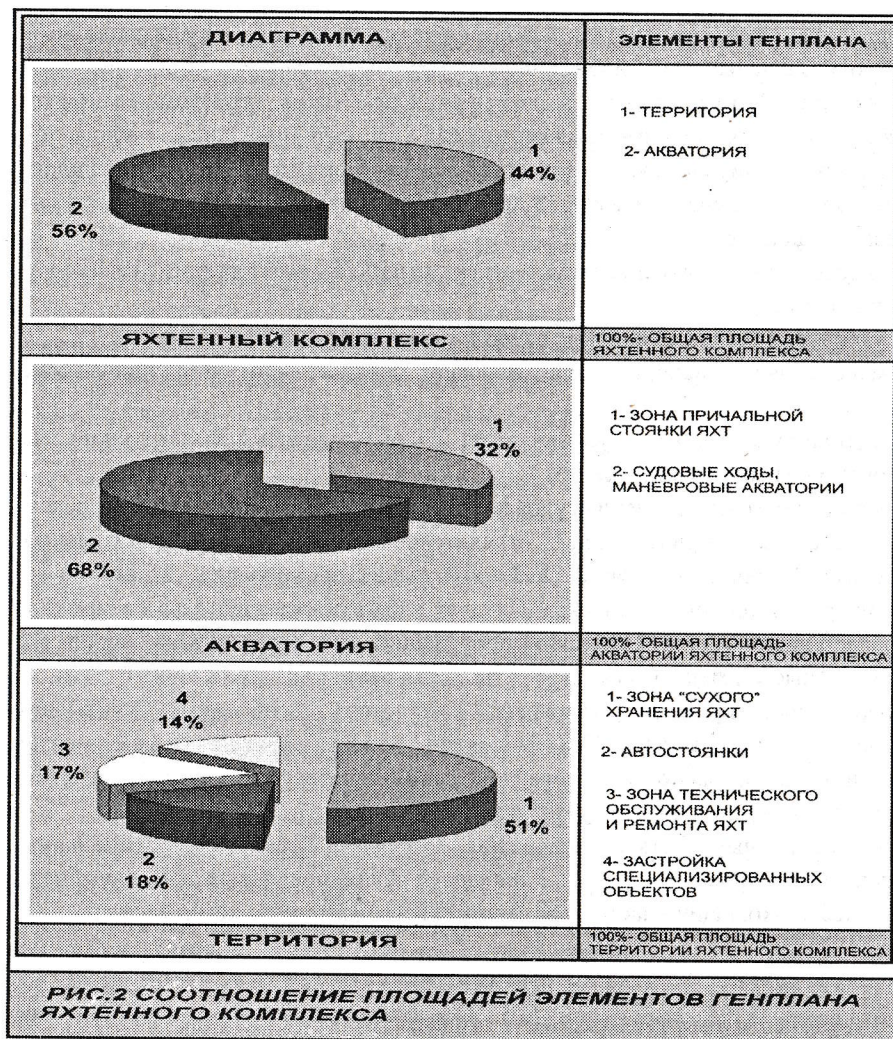 ДИАГРАММА
ЭЛЕМЕНТЫ ГЕНПЛАНА
1
44%
2
56%
1- ТЕРРИТОРИЯ
2- АКВАТОРИЯ
ЯХТЕННЫЙ КОМПЛЕКС
100%- ОБЩАЯ ПЛОЩАДЬ
ЯХТЕННОГО КОМПЛЕКСА
1
32%
2
68%
1- ЗОНА ПРИЧАЛЬНОЙ
СТОЯНКИ ЯХТ
2- СУДОВЫЕ ХОДЫ,
МАНЕВРОВЫЕ АКВАТОРИИ
АКВАТОРИЯ
100%- ОБЩАЯ ПЛОЩАДЬ
АКВАТОРИИ ЯХТЕННОГО КОМПЛЕКСА
4
14%
3
17%
1
51%
2
18%
1- ЗОНА "СУХОГО"
ХРАНЕНИЯ ЯХТ
2- АВТОСТОЯНКИ
3- ЗОНА ТЕХНИЧЕСКОГО
ОБСЛУЖИВАНИЯ
И РЕМОНТА ЯХТ
4- ЗАСТРОЙКА
СПЕЦИАЛИЗИРОВАННЫХ
ОБЪЕКТОВ
ТЕРРИТОРИЯ
100%- ОБЩАЯ ПЛОЩАДЬ
ТЕРРИТОРИИ ЯХТЕННОГО КОМПЛЕКСА
РИС.2 СООТНОШЕНИЕ ПЛОЩАДЕЙ ЭЛЕМЕНТОВ ГЕНПЛАНА
ЯХТЕННОГО КОМПЛЕКСА